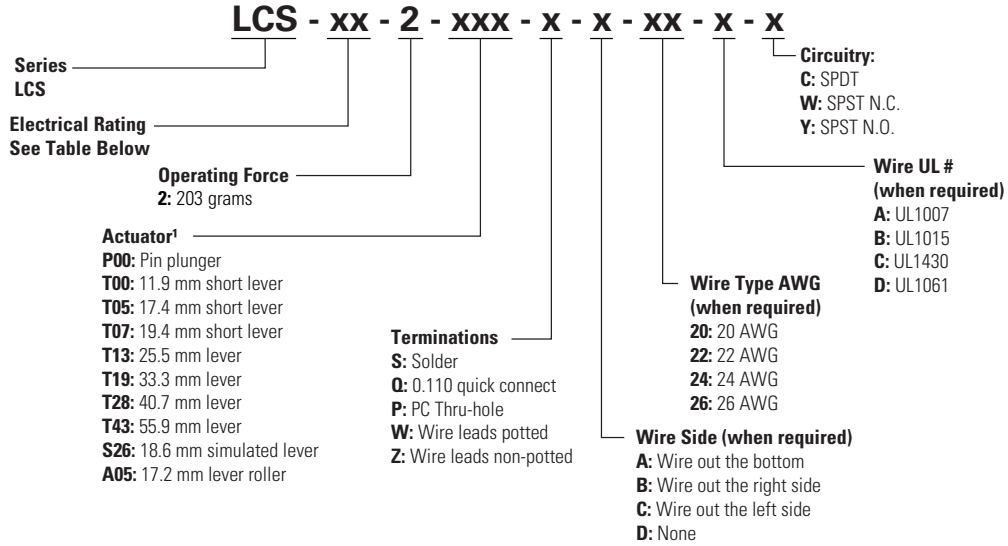 LCS - xx - 2 - xxx - x - x - xx - x - x
Series
LCS
Electrical Rating
See Table Below
Operating Force
2: 203 grams
Actuator¹
P00: Pin plunger
T00: 11.9 mm short lever
T05: 17.4 mm short lever
T07: 19.4 mm short lever
T13: 25.5 mm lever
T19: 33.3 mm lever
T28: 40.7 mm lever
T43: 55.9 mm lever
S26: 18.6 mm simulated lever
A05: 17.2 mm lever roller
Terminations
S: Solder
Q: 0.110 quick connect
P: PC Thru-hole
W: Wire leads potted
Z: Wire leads non-potted
Wire Side (when required)
A: Wire out the bottom
B: Wire out the right side
C: Wire out the left side
D: None
Wire Type AWG
(when required)
20: 20 AWG
22: 22 AWG
24: 24 AWG
26: 26 AWG
Wire UL #
(when required)
A: UL1007
B: UL1015
C: UL1430
D: UL1061
Circuitry:
C: SPDT
W: SPST N.C.
Y: SPST N.O.